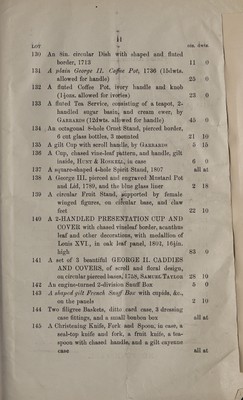 11
LOT
ozs. dwts.
130 An 8in. circular Dish with shaped and fluted
border, 1713 11 0
131 A plain George II. Coffee Pot, 1736 (15dwts.
allowed for handle) 25 0
132 A fluted Coffee Pot, ivory handle and knob
(1½ozs. allowed for ivories) 23 0
133 A fluted Tea Service, consisting of a teapot, 2-
handled sugar basin, and cream ewer, by
GARRARDS (12dwts. allowed for handle) 45 0
134 An octagonal 8-hole Crust Stand, pierced border,
6 cut glass bottles, 3 mounted 21 10
135 A gilt Cup with scroll handle, by GARRARDS 5 15
136 A Cup, chased vine-leaf pattern, and handle, gilt
inside, HUNT & ROSKELL, in case 6 0
137 A square-shaped 4-hole Spirit Stand, 1807 all at
138 A George III. pierced and engraved Mustard Pot
and Lid, 1789, and the blue glass liner 2 18
139 A circular Fruit Stand, supported by female
winged figures, on circular base, and claw
feet 22 10
140 A 2-HANDLED PRESENTATION CUP AND
COVER with chased vineleaf border, acanthus
leaf and other decorations, with medallion of
Louis XVI., in oak leaf panel, 1891, 16½in.
high 83 0
141 A set of 3 beautiful GEORGE II. CADDIES
AND COVERS, of scroll and floral design,
on circular pierced bases, 1758, SAMUEL TAYLOR 28 10
142 An engine-turned 2-division Snuff Box 5 0
143 A shaped gilt French Snuff Box with cupids, &c.,
on the panels 2 10
144 Two filigree Baskets, ditto card case, 3 dressing
case fittings, and a small bonbon box all at
145 A Christening Knife, Fork and Spoon, in case, a
seal-top knife and fork, a fruit knife, a tea-
spoon with chased handle, and a gilt cayenne
case all at